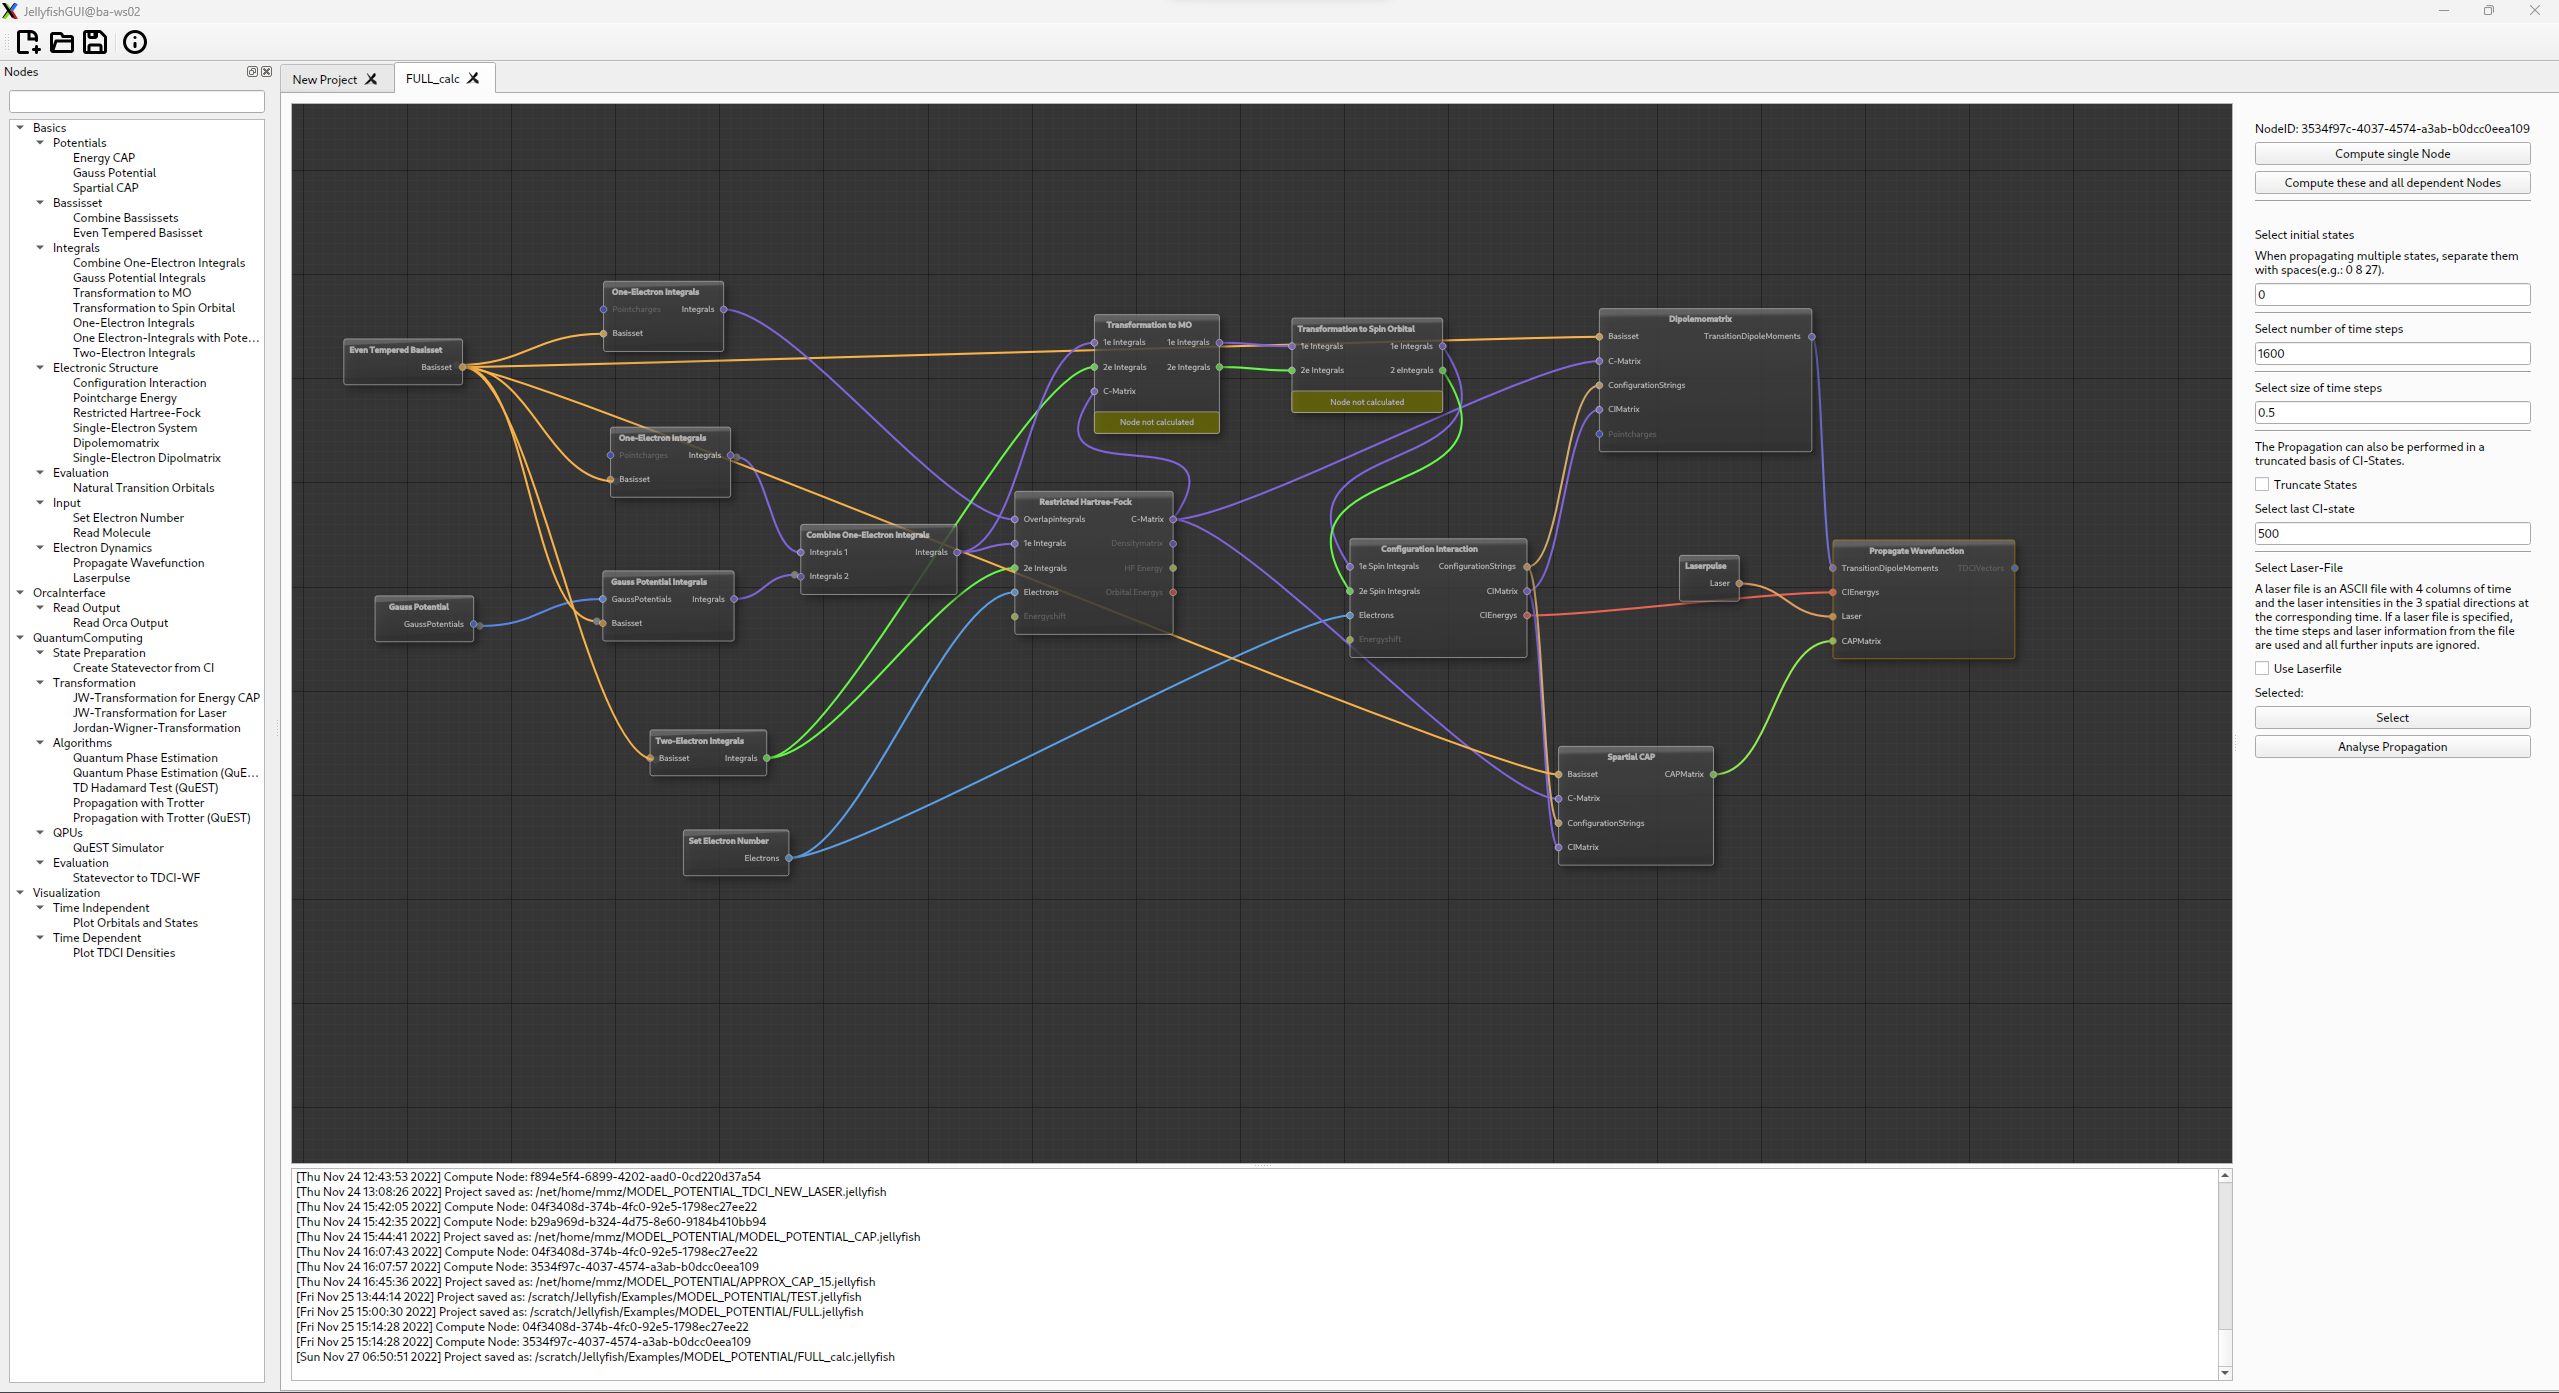 JellyfishGUI@ba-ws02
Nodes
New Project
FULL_calc
Basics
Potentials
Energy CAP
Gauss Potential
Spartial CAP
Bassisset
Combine Bassissets
Even Tempered Basisset
Integrals
Combine One-Electron Integrals
Gauss Potential Integrals
Transformation to MO
Transformation to Spin Orbital
One-Electron Integrals
One Electron-Integrals with Pote...
Two-Electron Integrals
Electronic Structure
Configuration Interaction
Pointcharge Energy
Restricted Hartree-Fock
Single-Electron System
Dipolemomatrix
Single-Electron Dipolmatrix
Evaluation
Natural Transition Orbitals
Input
Set Electron Number
Read Molecule
Electron Dynamics
Propagate Wavefunction
Laserpulse
OrcaInterface
Read Output
Read Orca Output
QuantumComputing
State Preparation
Create Statevector from CI
Transformation
JW-Transformation for Energy CAP
JW-Transformation for Laser
Jordan-Wigner-Transformation
Algorithms
Quantum Phase Estimation
Quantum Phase Estimation (QuE...
TD Hadamard Test (QuEST)
Propagation with Trotter
Propagation with Trotter (QuEST)
QPUs
QuEST Simulator
Evaluation
Statevector to TDCI-WF
Visualization
Time Independent
Plot Orbitals and States
Time Dependent
Plot TDCI Densities
Even Tempered Basisset
Basisset
Gauss Potential
GaussPotentials
One-Electron Integrals
Pointcharges Integrals
Basisset
One-Electron Integrals
Pointcharges Integrals
Basisset
Gauss Potential Integrals
GaussPotentials Integrals
Basisset
Two-Electron Integrals
Basisset Integrals
Set Electron Number
Electrons
Combine One-Electron Integrals
Integrals 1 Integrals
Integrals 2
Restricted Hartree-Fock
Overlapintegrals C-Matrix
1e Integrals Densitymatrix
2e Integrals HF Energy
Electrons Orbital Energys
Energyshift
Transformation to MO
1e Integrals 1e Integrals
2e Integrals 2e Integrals
C-Matrix
Node not calculated
Transformation to Spin Orbital
1e Integrals 1e Integrals
2e Integrals 2 eIntegrals
Node not calculated
Configuration Interaction
1e Spin Integrals ConfigurationStrings
2e Spin Integrals CIMatrix
Electrons CIEnergys
Energyshift
Dipolemomatrix
Basisset TransitionDipoleMoments
C-Matrix
ConfigurationStrings
CIMatrix
Pointcharges
Laserpulse
Laser
Spartial CAP
Basisset CAPMatrix
C-Matrix
ConfigurationStrings
CIMatrix
Propagate Wavefunction
TransitionDipoleMoments TDCIVectors
CIEnergys
Laser
CAPMatrix
[Thu Nov 24 12:43:53 2022] Compute Node: f894e5f4-6899-4202-aad0-0cd220d37a54
[Thu Nov 24 13:08:26 2022] Project saved as: /net/home/mmz/MODEL_POTENTIAL_TDCI_NEW_LASER.jellyfish
[Thu Nov 24 15:42:05 2022] Compute Node: 04f3408d-374b-4fc0-92e5-1798ec27ee22
[Thu Nov 24 15:42:35 2022] Compute Node: b29a969d-b324-4d75-8e60-9184b410bb94
[Thu Nov 24 15:44:41 2022] Project saved as: /net/home/mmz/MODEL_POTENTIAL/MODEL_POTENTIAL_CAP.jellyfish
[Thu Nov 24 16:07:43 2022] Compute Node: 04f3408d-374b-4fc0-92e5-1798ec27ee22
[Thu Nov 24 16:07:57 2022] Compute Node: 3534f97c-4037-4574-a3ab-b0dcc0eea109
[Thu Nov 24 16:45:36 2022] Project saved as: /net/home/mmz/MODEL_POTENTIAL/APPROX_CAP_15.jellyfish
[Fri Nov 25 13:44:14 2022] Project saved as: /scratch/Jellyfish/Examples/MODEL_POTENTIAL/TEST.jellyfish
[Fri Nov 25 15:00:30 2022] Project saved as: /scratch/Jellyfish/Examples/MODEL_POTENTIAL/FULL.jellyfish
[Fri Nov 25 15:14:28 2022] Compute Node: 04f3408d-374b-4fc0-92e5-1798ec27ee22
[Fri Nov 25 15:14:28 2022] Compute Node: 3534f97c-4037-4574-a3ab-b0dcc0eea109
[Sun Nov 27 06:50:51 2022] Project saved as: /scratch/Jellyfish/Examples/MODEL_POTENTIAL/FULL_calc.jellyfish
NodeID: 3534f97c-4037-4574-a3ab-b0dcc0eea109
Compute single Node
Compute these and all dependent Nodes
Select initial states
When propagating multiple states, separate them
with spaces(e.g.: 0 8 27).
0
Select number of time steps
1600
Select size of time steps
0.5
The Propagation can also be performed in a
truncated basis of CI-States.
Truncate States
Select last CI-state
500
Select Laser-File
A laser file is an ASCII file with 4 columns of time
and the laser intensities in the 3 spatial directions at
the corresponding time. If a laser file is specified,
the time steps and laser information from the file
are used and all further inputs are ignored.
Use Laserfile
Selected:
Select
Analyse Propagation